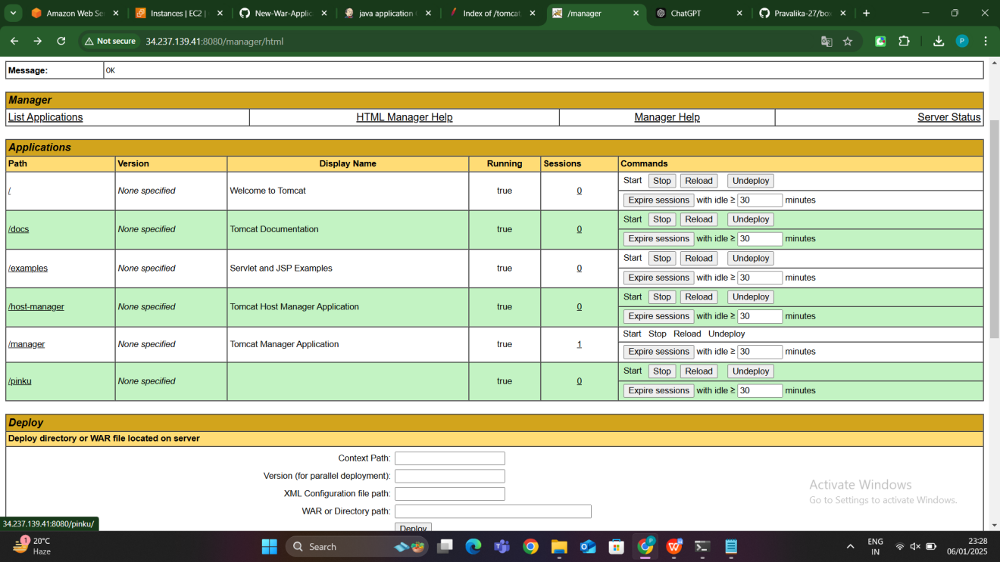 Amazon Web Se
Instances | EC2 |
New-War-Applic
java application
Index of /tomcat
/manager
ChatGPT
Pravalika-27/box
Not secure
34.237.139.41:8080/manager/html
P
Message: OK
Manager
List Applications HTML Manager Help Manager Help Server Status
Applications
Path Version Display Name Running Sessions Commands
/ None specified Welcome to Tomcat true 0 Start Stop Reload Undeploy
Expire sessions with idle ≥ 30 minutes
/docs None specified Tomcat Documentation true 0 Start Stop Reload Undeploy
Expire sessions with idle ≥ 30 minutes
/examples None specified Servlet and JSP Examples true 0 Start Stop Reload Undeploy
Expire sessions with idle ≥ 30 minutes
/host-manager None specified Tomcat Host Manager Application true 0 Start Stop Reload Undeploy
Expire sessions with idle ≥ 30 minutes
/manager None specified Tomcat Manager Application true 1 Start Stop Reload Undeploy
Expire sessions with idle ≥ 30 minutes
/pinku None specified true 0 Start Stop Reload Undeploy
Expire sessions with idle ≥ 30 minutes
Deploy
Deploy directory or WAR file located on server
Context Path:
Version (for parallel deployment):
XML Configuration file path:
WAR or Directory path:
Deploy
Activate Windows
Go to Settings to activate Windows.
34.237.139.41:8080/pinku/
1
20°C
Haze
Search
ENG
IN
23:28
06/01/2025